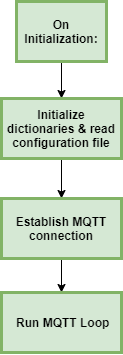 On
Initialization:
Initialize
dictionaries & read
configuration file
Establish MQTT
connection
Run MQTT Loop